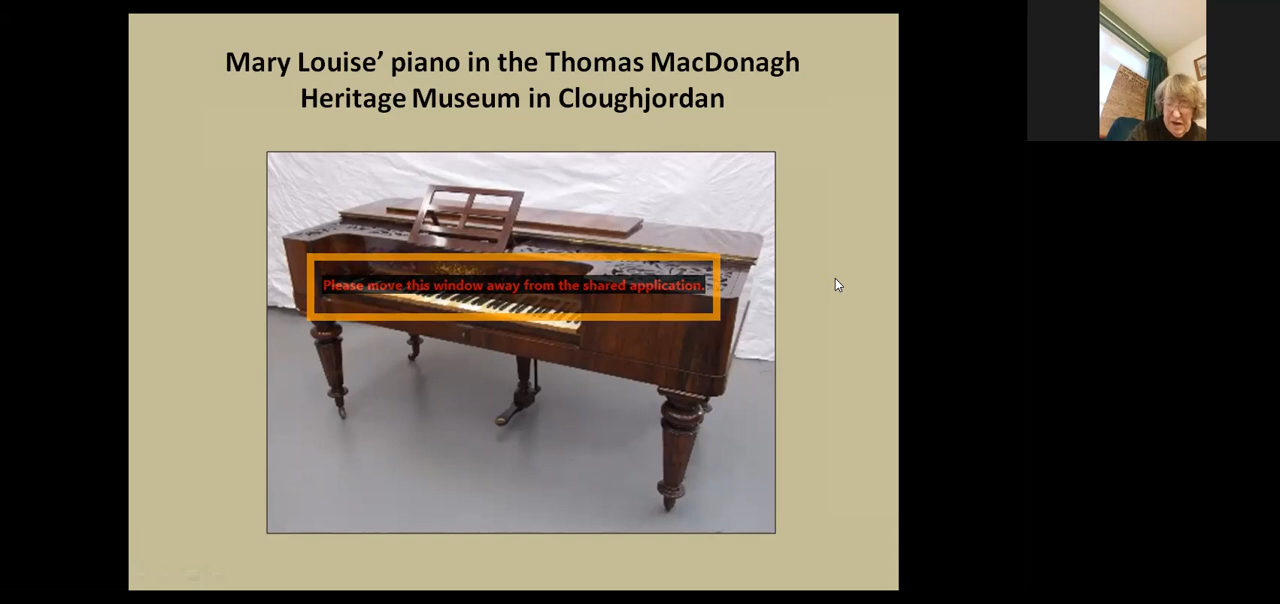 Mary Louise’ piano in the Thomas MacDonagh
Heritage Museum in Cloughjordan
Please move this window away from the shared application.